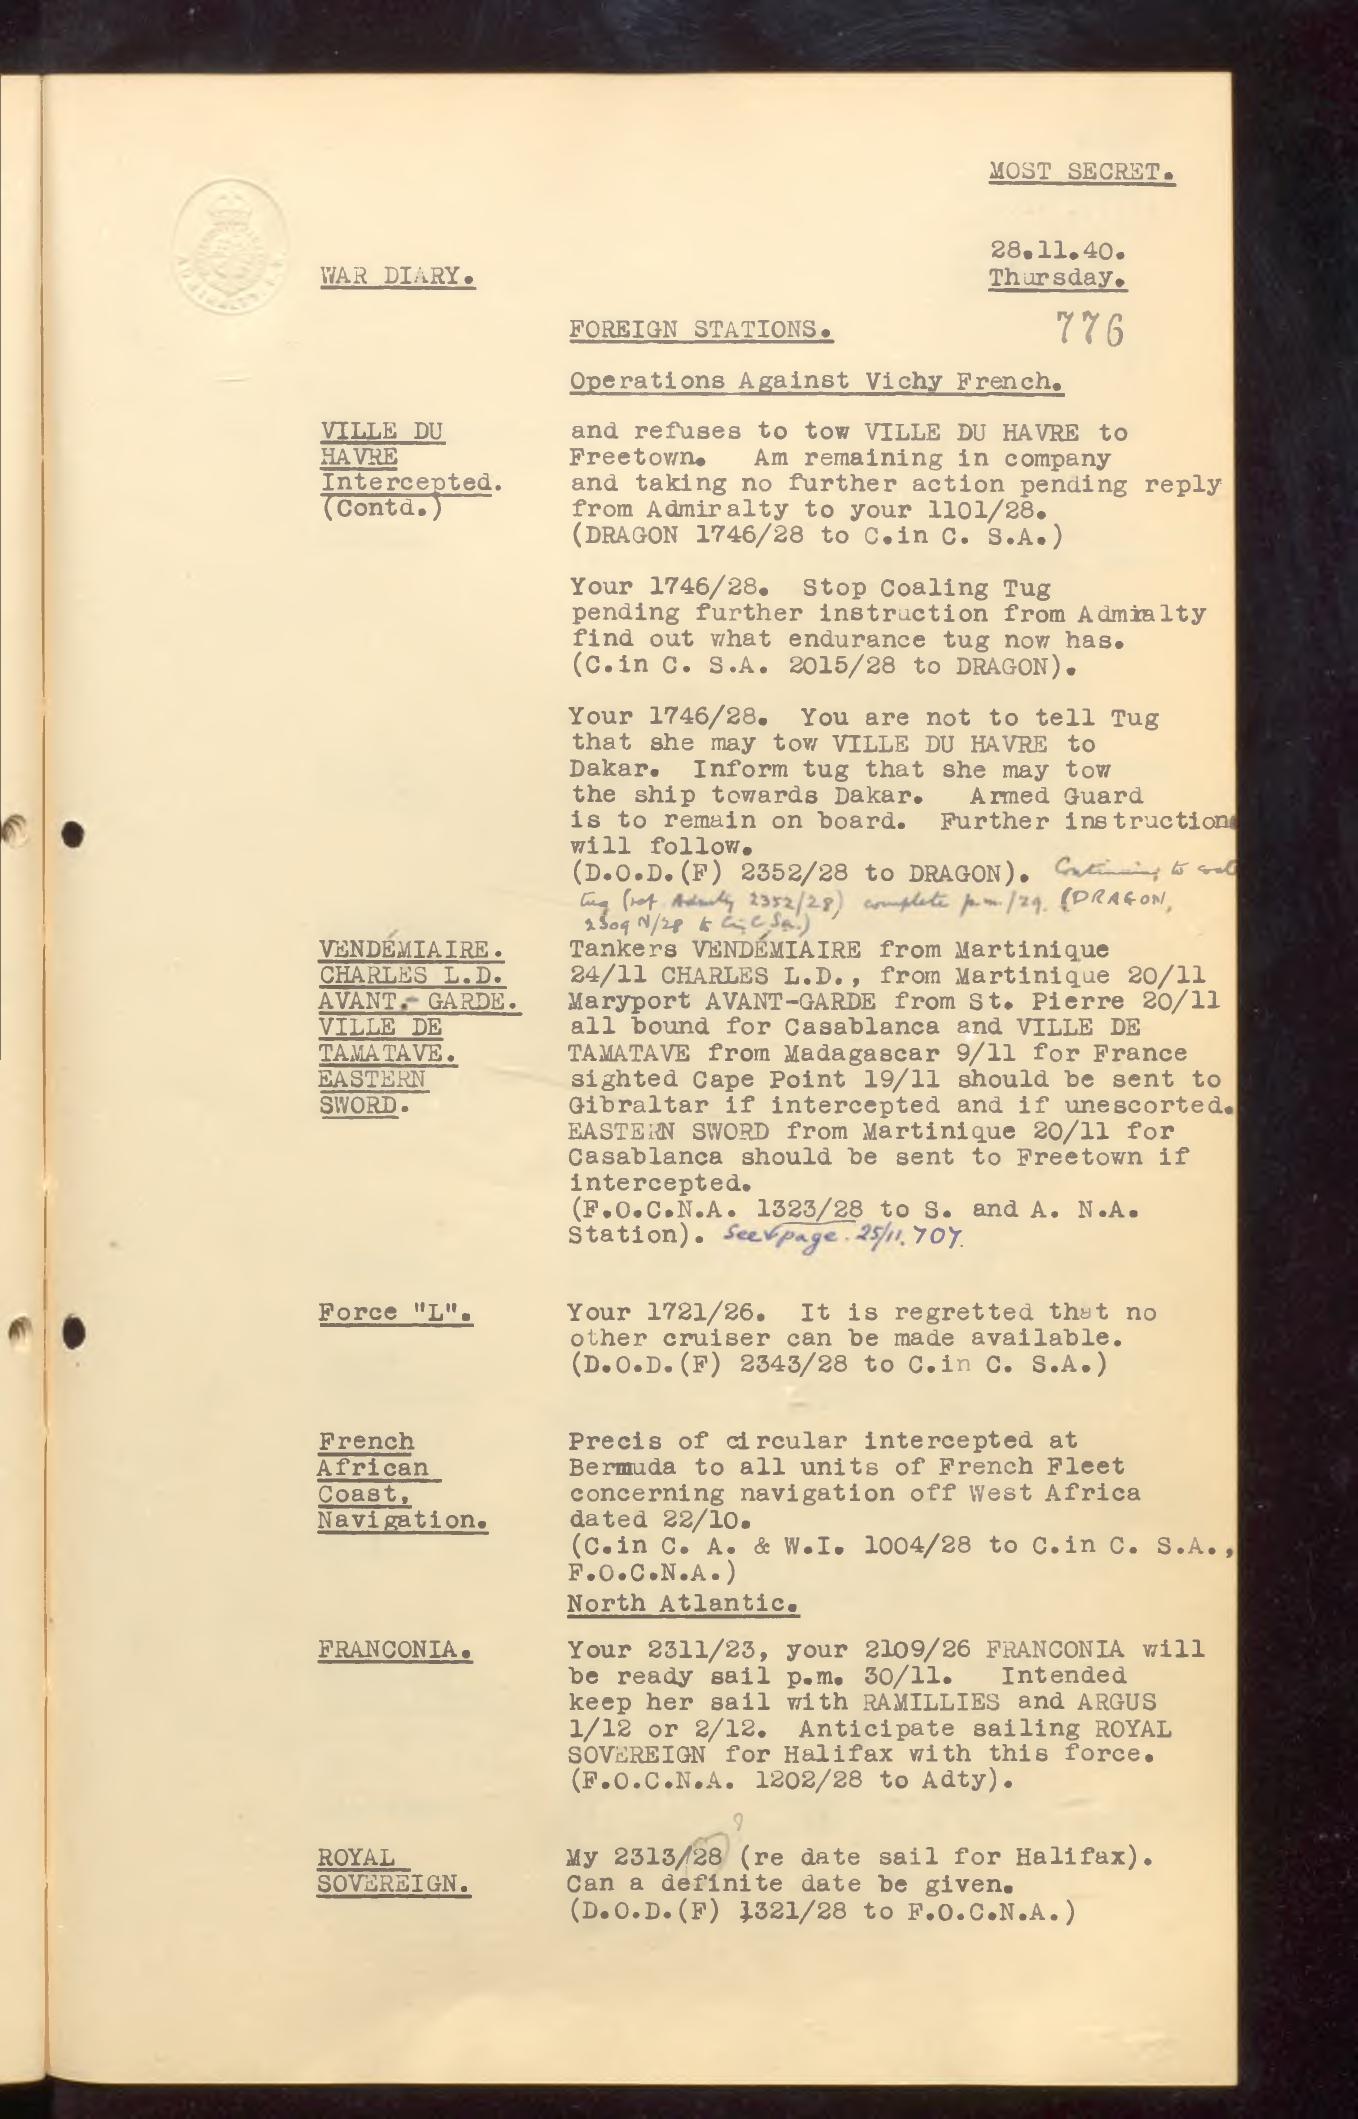 MOST SECRET.
28.11.40.
WAR DIARY.
Thursday.
776
FOREIGN STATIONS.
Operations Against Vichy French.
VILLE DU
HAVRE
Intercepted.
(Contd.)
and refuses to tow VILLE DU HAVRE to
Freetown. Am remaining in company
and taking no further action pending reply
from Admiralty to your 1101/28.
(DRAGON 1746/28 to C.in C. S.A.)
Your 1746/28. Stop Coaling Tug
pending further instruction from Admialty
find out what endurance tug now has.
(C.in C. S.A. 2015/28 to DRAGON).
Your 1746/28. You are not to tell Tug
that she may tow VILLE DU HAVRE to
Dakar. Inform tug that she may tow
the ship towards Dakar. Armed Guard
is to remain on board. Further instructions
will follow.
(D.O.D.(F) 2352/28 to DRAGON). Continuing to coal
tug (ref Admlty 2352/28) complete p.m./29. (DRAGON,
2309 N/28 to C in C SA.)
VENDÉMIAIRE.
CHARLES L.D.
AVANT.- GARDE.
VILLE DE
TAMATAVE.
EASTERN
SWORD.
Tankers VENDÉMIAIRE from Martinique
24/11 CHARLES L.D., from Martinique 20/11
Maryport AVANT-GARDE from St. Pierre 20/11
all bound for Casablanca and VILLE DE
TAMATAVE from Madagascar 9/11 for France
sighted Cape Point 19/11 should be sent to
Gibraltar if intercepted and if unescorted.
EASTERN SWORD from Martinique 20/11 for
Casablanca should be sent to Freetown if
intercepted.
(F.O.C.N.A. 1323/28 to S. and A. N.A.
Station). See page. 25/11. 707.
Force "L".
Your 1721/26. It is regretted that no
other cruiser can be made available.
(D.O.D.(F) 2343/28 to C.in C. S.A.)
French
African
Coast,
Navigation.
Precis of circular intercepted at
Bermuda to all units of French Fleet
concerning navigation off West Africa
dated 22/10.
(C.in C. A. & W.I. 1004/28 to C.in C. S.A.,
F.O.C.N.A.)
North Atlantic.
FRANCONIA.
Your 2311/23, your 2109/26 FRANCONIA will
be ready sail p.m. 30/11. Intended
keep her sail with RAMILLIES and ARGUS
1/12 or 2/12. Anticipate sailing ROYAL
SOVEREIGN for Halifax with this force.
(F.O.C.N.A. 1202/28 to Adty).
?
ROYAL
SOVEREIGN.
My 2313/28 (re date sail for Halifax).
Can a definite date be given.
(D.O.D.(F) 1321/28 to F.O.C.N.A.)